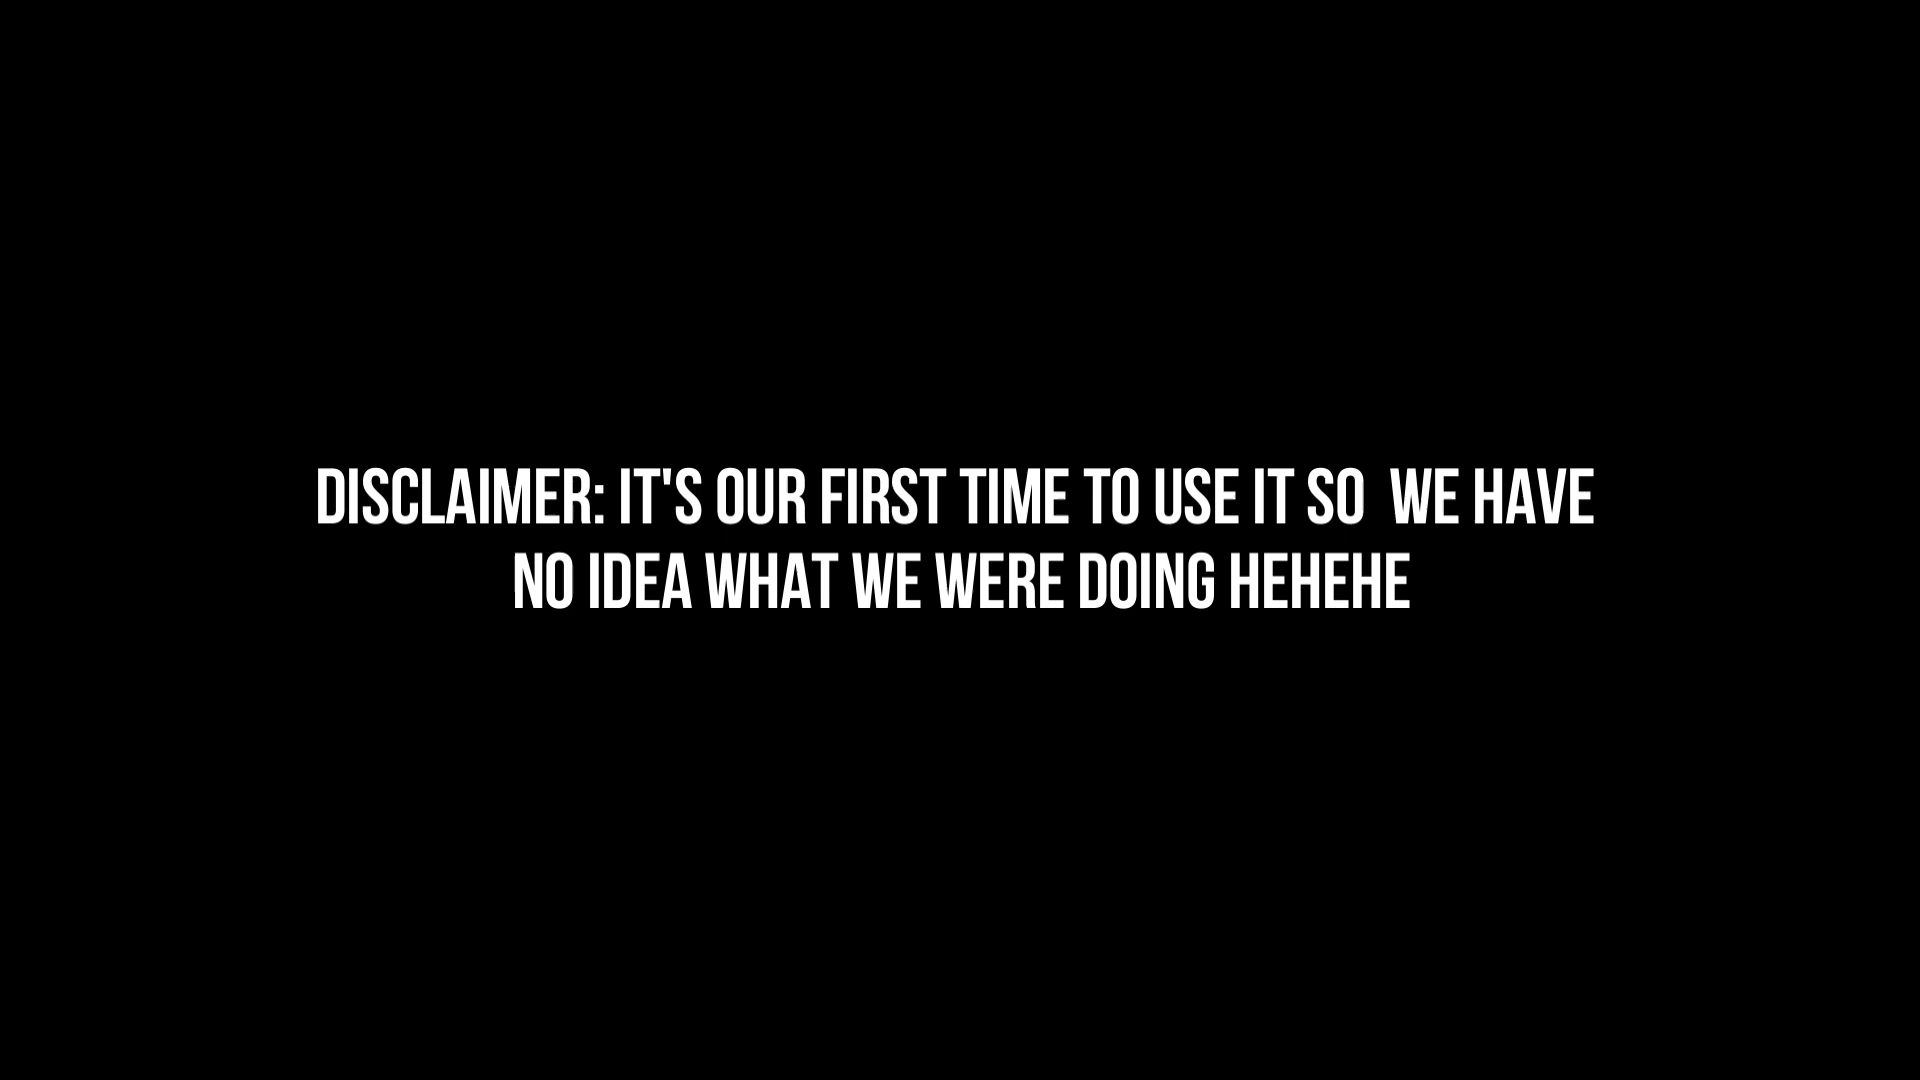 DISCLAIMER: IT'S OUR FIRST TIME TO USE IT SO  WE HAVE
NO IDEA WHAT WE WERE DOING HEHEHE